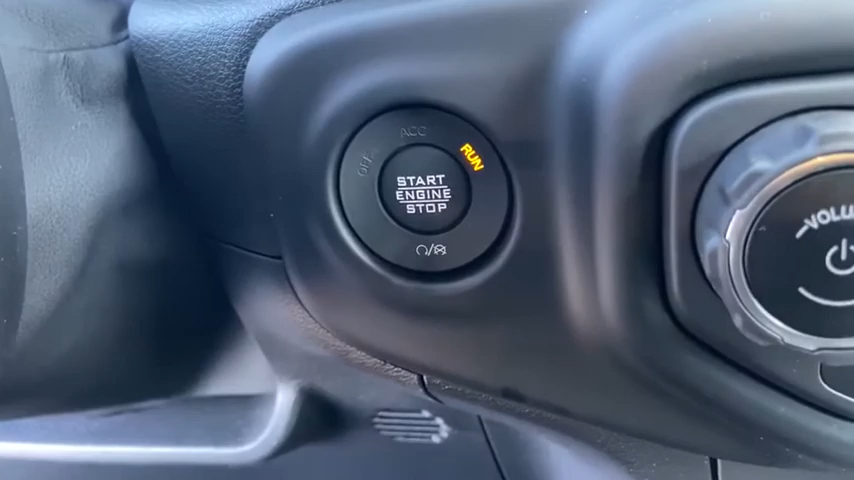 ACC
OFF
RUN
START
ENGINE
STOP
VOLU